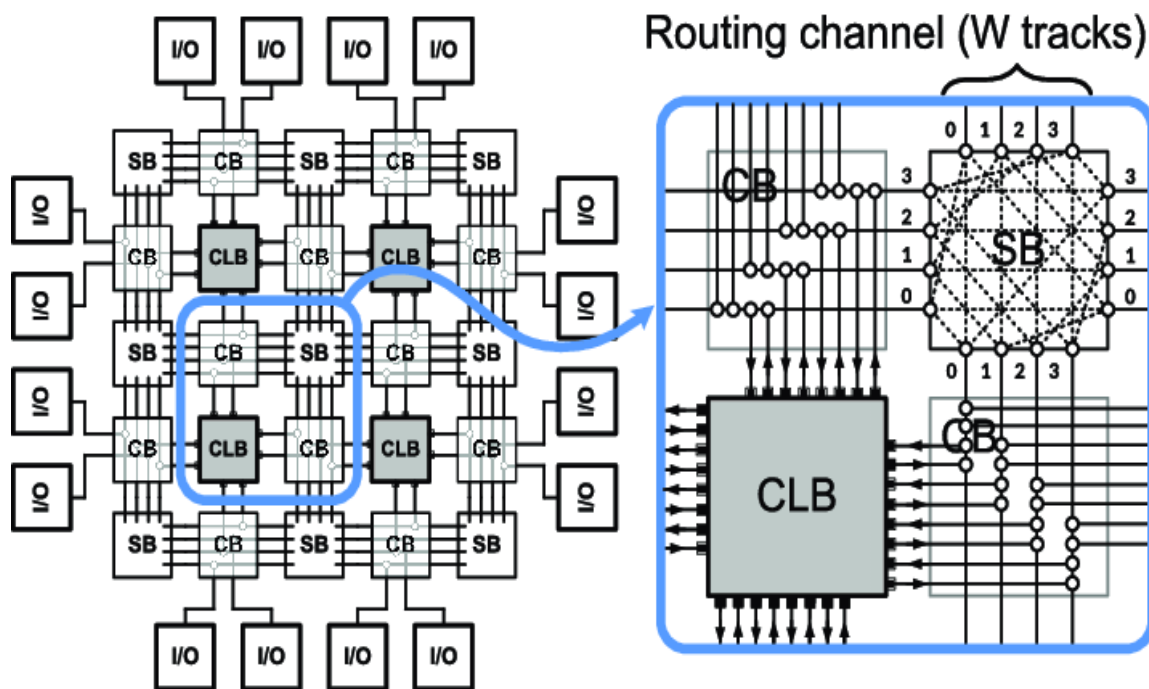 I/O I/O I/O I/O
SB CB SB CB SB
I/O I/O
CB CLB CB CLB CB
I/O I/O
SB CB SB CB SB
I/O I/O
CB CLB CB CLB CB
I/O I/O
SB CB SB CB SB
I/O I/O I/O I/O
Routing channel (W tracks)
0 1 2 3
CB
3 3
2 2
SB
1 1
0 0
0 1 2 3
CB
CLB